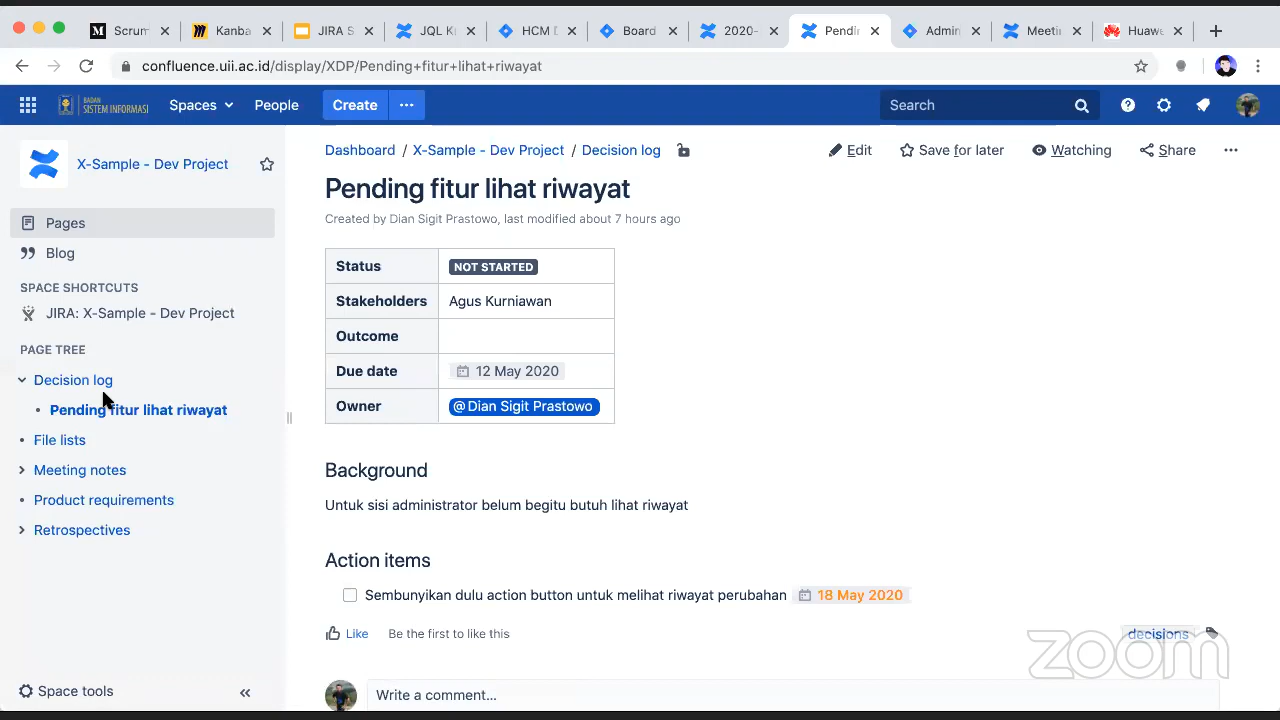 Scrum
Kanba
JIRA S
JQL K
HCM D
Board
2020-
Pendin
Admin
Meetin
Huawe
confluence.uii.ac.id/display/XDP/Pending+fitur+lihat+riwayat
BADAN
SISTEM INFORMASI
Spaces
People
Create
Search
X-Sample - Dev Project
Dashboard / X-Sample - Dev Project / Decision log
Edit
Save for later
Watching
Share
Pending fitur lihat riwayat
Created by Dian Sigit Prastowo, last modified about 7 hours ago
Pages
Blog
SPACE SHORTCUTS
JIRA: X-Sample - Dev Project
PAGE TREE
Decision log
Pending fitur lihat riwayat
File lists
Meeting notes
Product requirements
Retrospectives
Space tools
Status NOT STARTED
Stakeholders Agus Kurniawan
Outcome
Due date 12 May 2020
Owner @Dian Sigit Prastowo
Background
Untuk sisi administrator belum begitu butuh lihat riwayat
Action items
Sembunyikan dulu action button untuk melihat riwayat perubahan 18 May 2020
Like Be the first to like this
decisions
zoom
Write a comment...